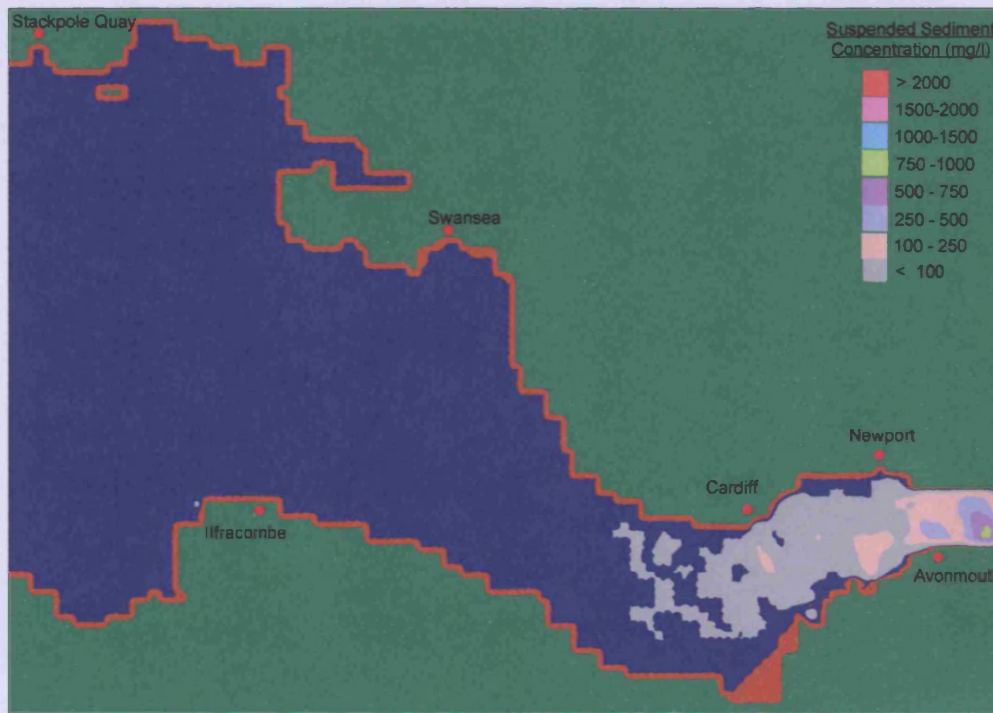 Stackpole Quay
Suspended Sediment
Concentration (mg/l)
> 2000
1500-2000
1000-1500
750 -1000
500 - 750
250 - 500
100 - 250
< 100
Swansea
Newport
Cardiff
Ilfracombe
Avonmouth